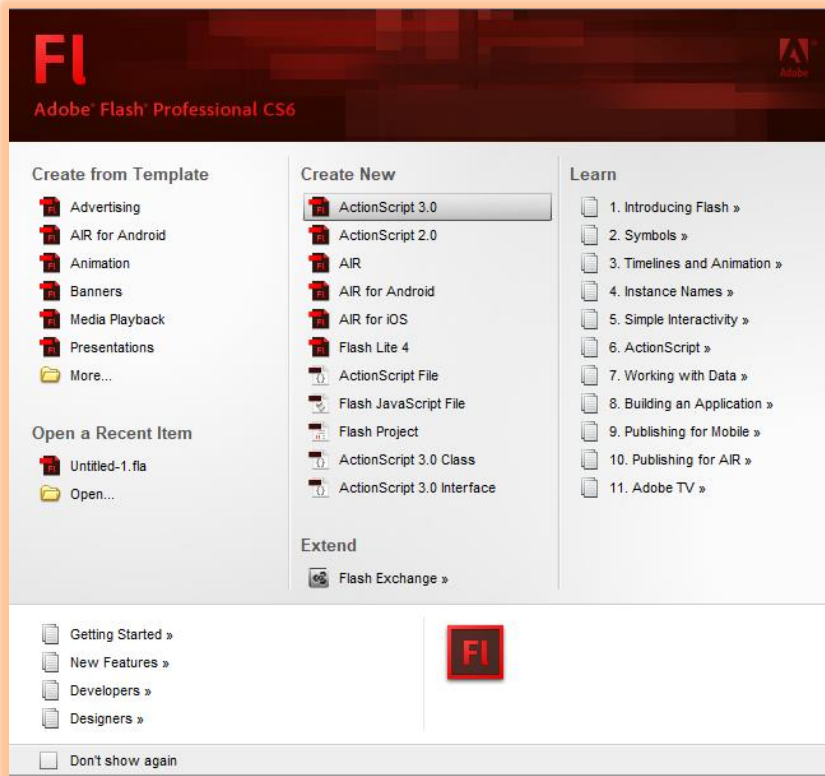 Fl
Adobe® Flash® Professional CS6
Adobe
Create from Template
Advertising
AIR for Android
Animation
Banners
Media Playback
Presentations
More...
Open a Recent Item
Untitled-1.fla
Open...
Create New
ActionScript 3.0
ActionScript 2.0
AIR
AIR for Android
AIR for iOS
Flash Lite 4
ActionScript File
Flash JavaScript File
Flash Project
ActionScript 3.0 Class
ActionScript 3.0 Interface
Extend
Flash Exchange »
Learn
1. Introducing Flash »
2. Symbols »
3. Timelines and Animation »
4. Instance Names »
5. Simple Interactivity »
6. ActionScript »
7. Working with Data »
8. Building an Application »
9. Publishing for Mobile »
10. Publishing for AIR »
11. Adobe TV »
Getting Started »
New Features »
Developers »
Designers »
Fl
Don't show again